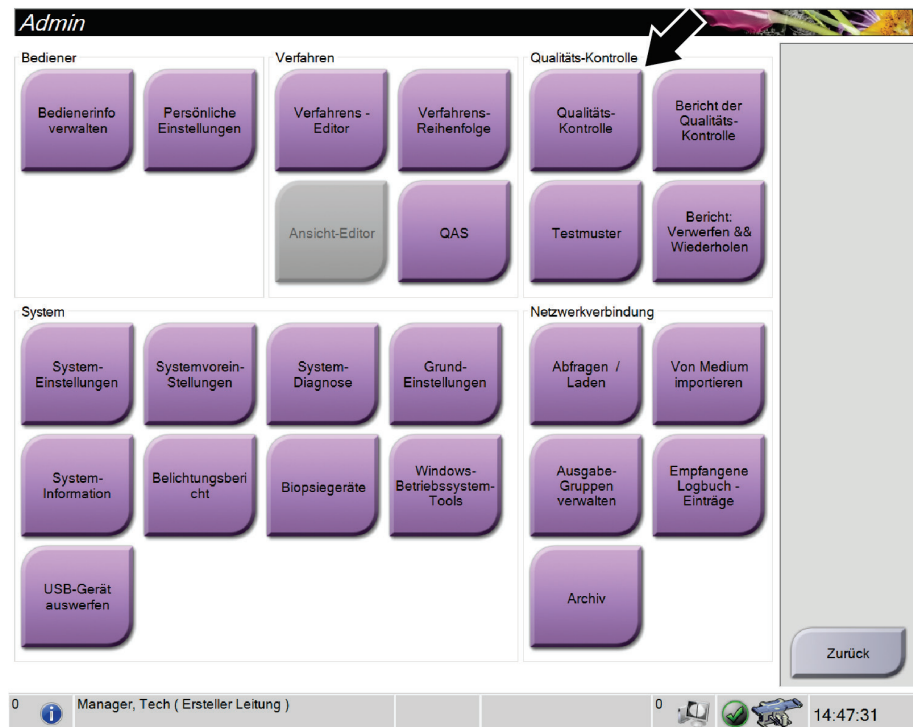 Admin
Bediener
Verfahren
Qualitäts-Kontrolle
Bedienerinfo
verwalten
Persönliche
Einstellungen
Verfahrens -
Editor
Verfahrens-
Reihenfolge
Qualitäts-
Kontrolle
Bericht der
Qualitäts-
Kontrolle
Ansicht-Editor
QAS
Testmuster
Bericht:
Verwerfen &&
Wiederholen
System
Netzwerkverbindung
System-
Einstellungen
Systemvorein-
Stellungen
System-
Diagnose
Grund-
Einstellungen
Abfragen /
Laden
Von Medium
importieren
System-
Information
Belichtungsberi
cht
Biopsiegeräte
Windows-
Betriebssystem-
Tools
Ausgabe-
Gruppen
verwalten
Empfangene
Logbuch -
Einträge
USB-Gerät
auswerfen
Archiv
Zurück
0
Manager, Tech ( Ersteller Leitung )
0
14:47:31